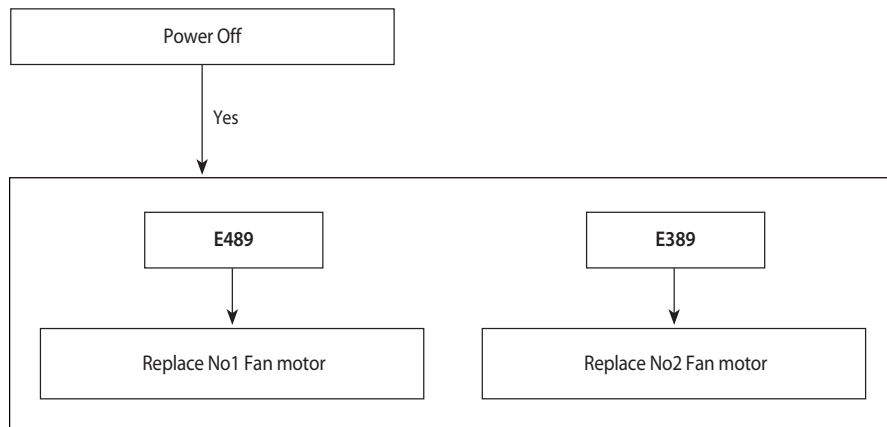 Power Off
Yes
E489
E389
Replace No1 Fan motor
Replace No2 Fan motor